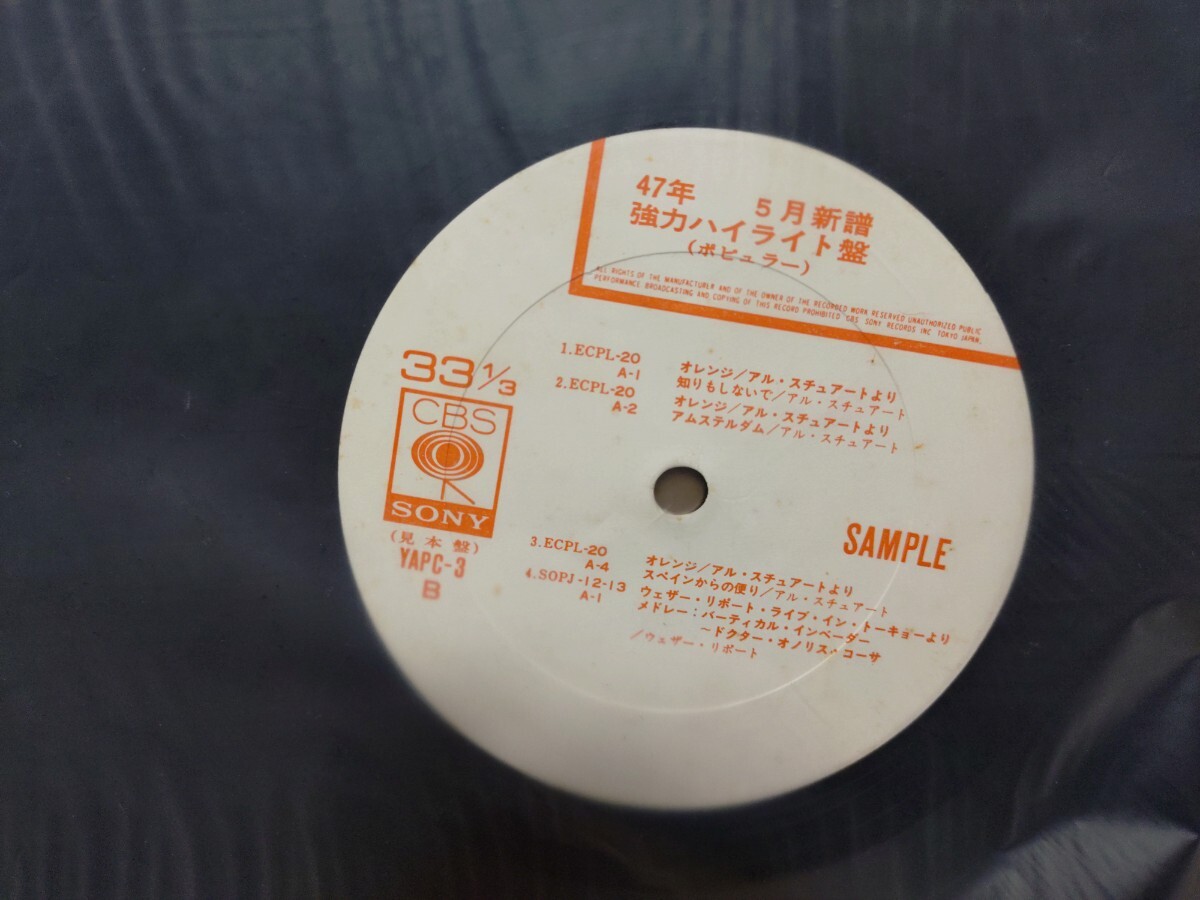 47年 5月新譜
強力ハイライト盤
(ポピュラー)
ALL RIGHTS OF THE MANUFACTURER AND OF THE OWNER OF THE RECORDED WORK RESERVED UNAUTHORIZED PUBLIC
PERFORMANCE BROADCASTING AND COPYING OF THIS RECORD PROHIBITED CBS SONY RECORDS INC TOKYO JAPAN.
33 1/3
CBS
SONY
(見本盤)
YAPC-3
B
1.ECPL-20 オレンジ/アル・スチュアートより
A-1 知りもしないで/アル・スチュアート
2.ECPL-20 オレンジ/アル・スチュアートより
A-2 アムステルダム/アル・スチュアート
SAMPLE
3.ECPL-20 オレンジ/アル・スチュアートより
A-4 スペインからの便り/アル・スチュアート
4.SOPJ-12-13 ウェザー・リポート・ライブ・イン・トーキョーより
A-1 メドレー:バーティカル・インベーダー
~ドクター・オノリス・コーサ
/ウェザー・リポート